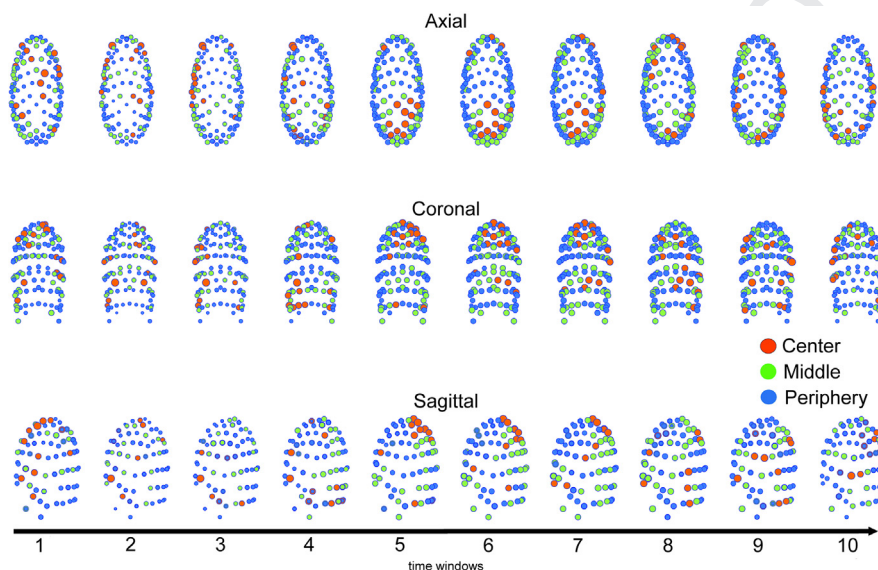 Axial
Coronal
Center
Middle
Periphery
Sagittal
1 2 3 4 5 6 7 8 9 10
time windows